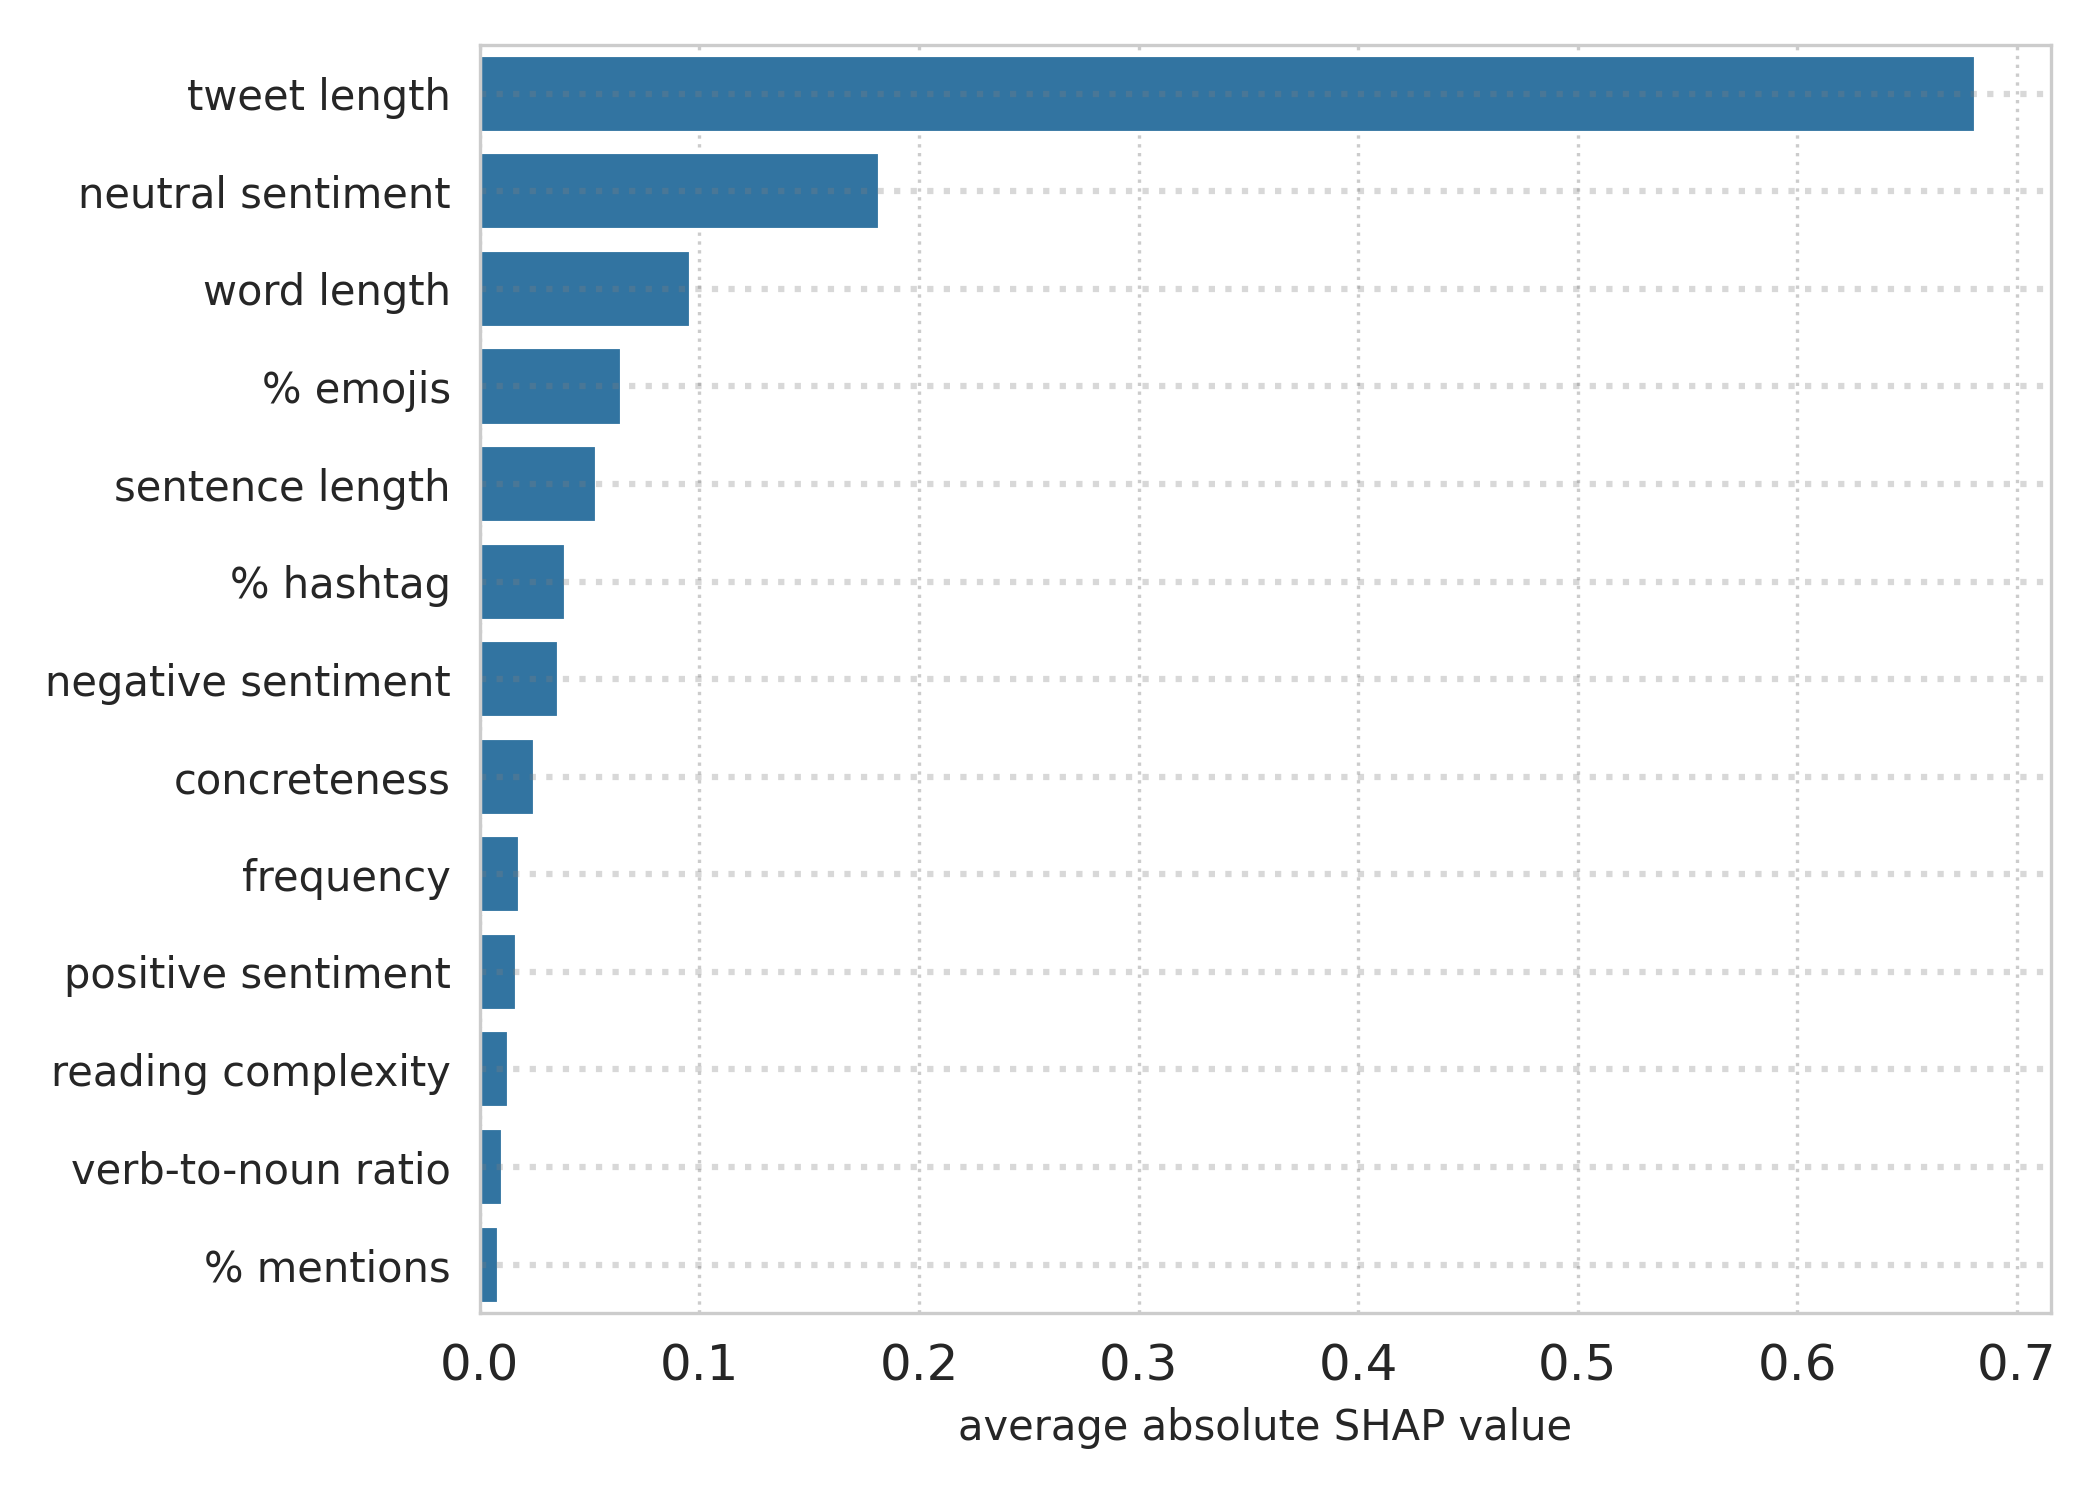 tweet length
neutral sentiment
word length
% emojis
sentence length
% hashtag
negative sentiment
concreteness
frequency
positive sentiment
reading complexity
verb-to-noun ratio
% mentions
0.0 0.1 0.2 0.3 0.4 0.5 0.6 0.7
average absolute SHAP value